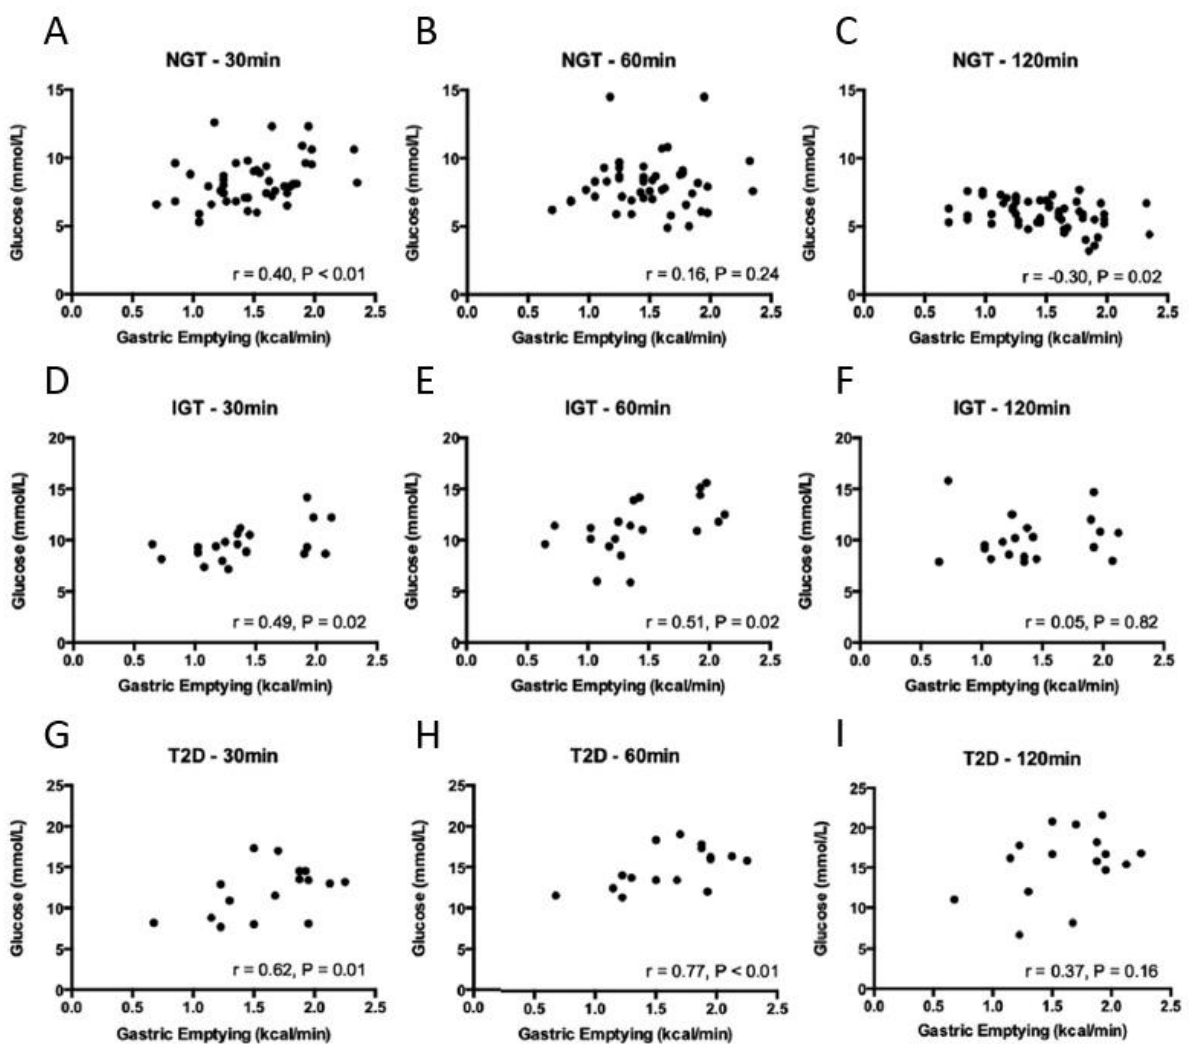 A
B
C
NGT - 30min
NGT - 60min
NGT - 120min
15
10
5
0
Glucose (mmol/L)
r = 0.40, P < 0.01
0.0 0.5 1.0 1.5 2.0 2.5
Gastric Emptying (kcal/min)
15
10
5
0
Glucose (mmol/L)
r = 0.16, P = 0.24
0.0 0.5 1.0 1.5 2.0 2.5
Gastric Emptying (kcal/min)
15
10
5
0
Glucose (mmol/L)
r = -0.30, P = 0.02
0.0 0.5 1.0 1.5 2.0 2.5
Gastric Emptying (kcal/min)
D
E
F
IGT - 30min
IGT - 60min
IGT - 120min
20
15
10
5
0
Glucose (mmol/L)
r = 0.49, P = 0.02
0.0 0.5 1.0 1.5 2.0 2.5
Gastric Emptying (kcal/min)
20
15
10
5
0
Glucose (mmol/L)
r = 0.51, P = 0.02
0.0 0.5 1.0 1.5 2.0 2.5
Gastric Emptying (kcal/min)
20
15
10
5
0
Glucose (mmol/L)
r = 0.05, P = 0.82
0.0 0.5 1.0 1.5 2.0 2.5
Gastric Emptying (kcal/min)
G
H
I
T2D - 30min
T2D - 60min
T2D - 120min
25
20
15
10
5
0
Glucose (mmol/L)
r = 0.62, P = 0.01
0.0 0.5 1.0 1.5 2.0 2.5
Gastric Emptying (kcal/min)
25
20
15
10
5
0
Glucose (mmol/L)
r = 0.77, P < 0.01
0.0 0.5 1.0 1.5 2.0 2.5
Gastric Emptying (kcal/min)
25
20
15
10
5
0
Glucose (mmol/L)
r = 0.37, P = 0.16
0.0 0.5 1.0 1.5 2.0 2.5
Gastric Emptying (kcal/min)